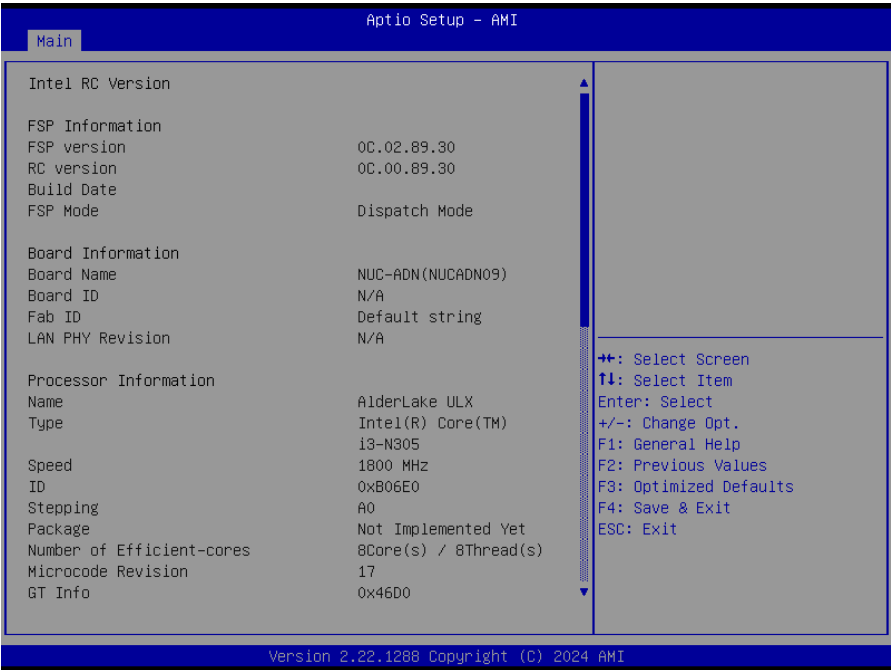 Aptio Setup – AMI
Main
Intel RC Version
FSP Information
FSP version 0C.02.89.30
RC version 0C.00.89.30
Build Date
FSP Mode Dispatch Mode
Board Information
Board Name NUC-ADN(NUCADN09)
Board ID N/A
Fab ID Default string
LAN PHY Revision N/A
Processor Information
Name AlderLake ULX
Type Intel(R) Core(TM)
i3-N305
Speed 1800 MHz
ID 0xB06E0
Stepping A0
Package Not Implemented Yet
Number of Efficient-cores 8Core(s) / 8Thread(s)
Microcode Revision 17
GT Info 0x46D0
→←: Select Screen
↑↓: Select Item
Enter: Select
+/-: Change Opt.
F1: General Help
F2: Previous Values
F3: Optimized Defaults
F4: Save & Exit
ESC: Exit
Version 2.22.1288 Copyright (C) 2024 AMI